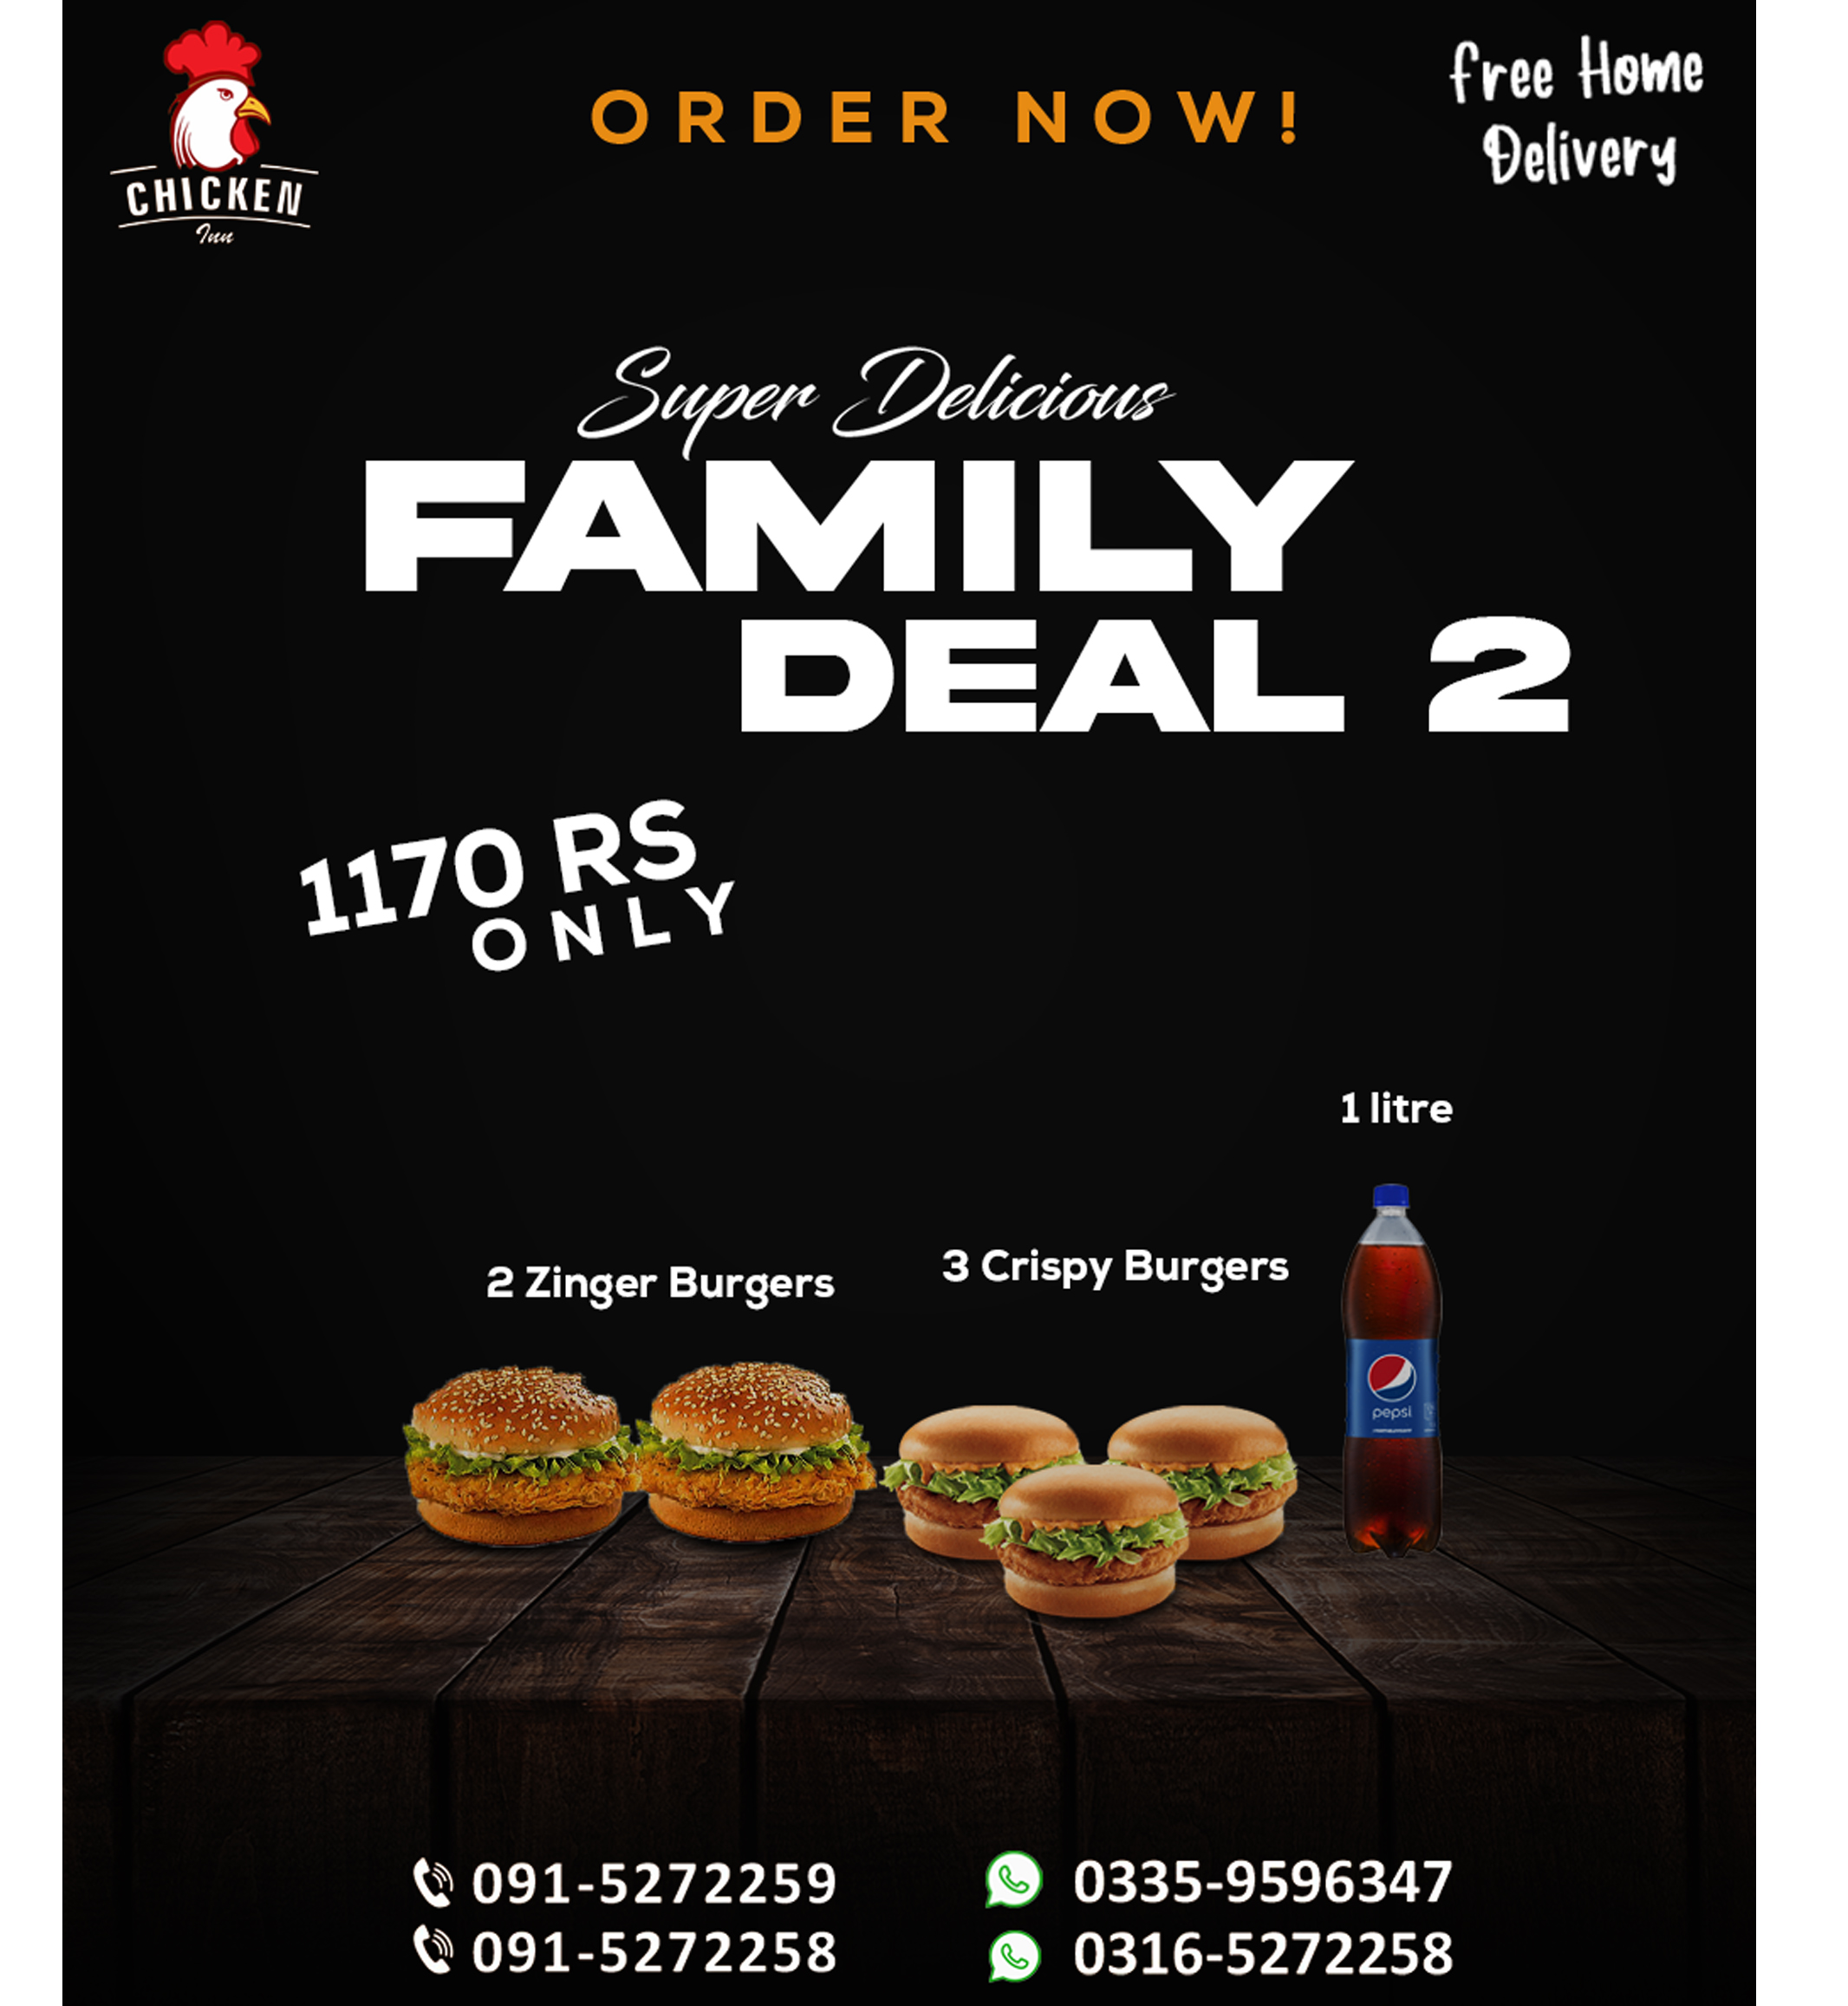 CHICKEN
Inn
ORDER NOW!
Free Home
Delivery
Super Delicious
FAMILY
DEAL 2
1170 RS
ONLY
1 litre
2 Zinger Burgers
3 Crispy Burgers
pepsi
091-5272259
091-5272258
0335-9596347
0316-5272258